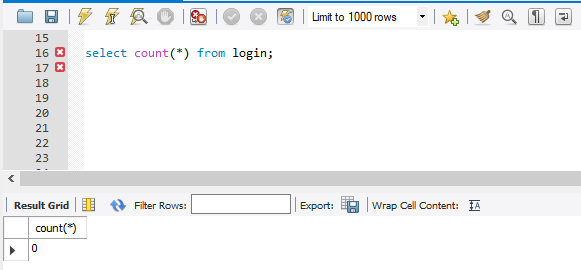 Limit to 1000 rows
15
16 select count(*) from login;
17
18
19
20
21
22
23
Result Grid Filter Rows: Export: Wrap Cell Content:
count(*)
0